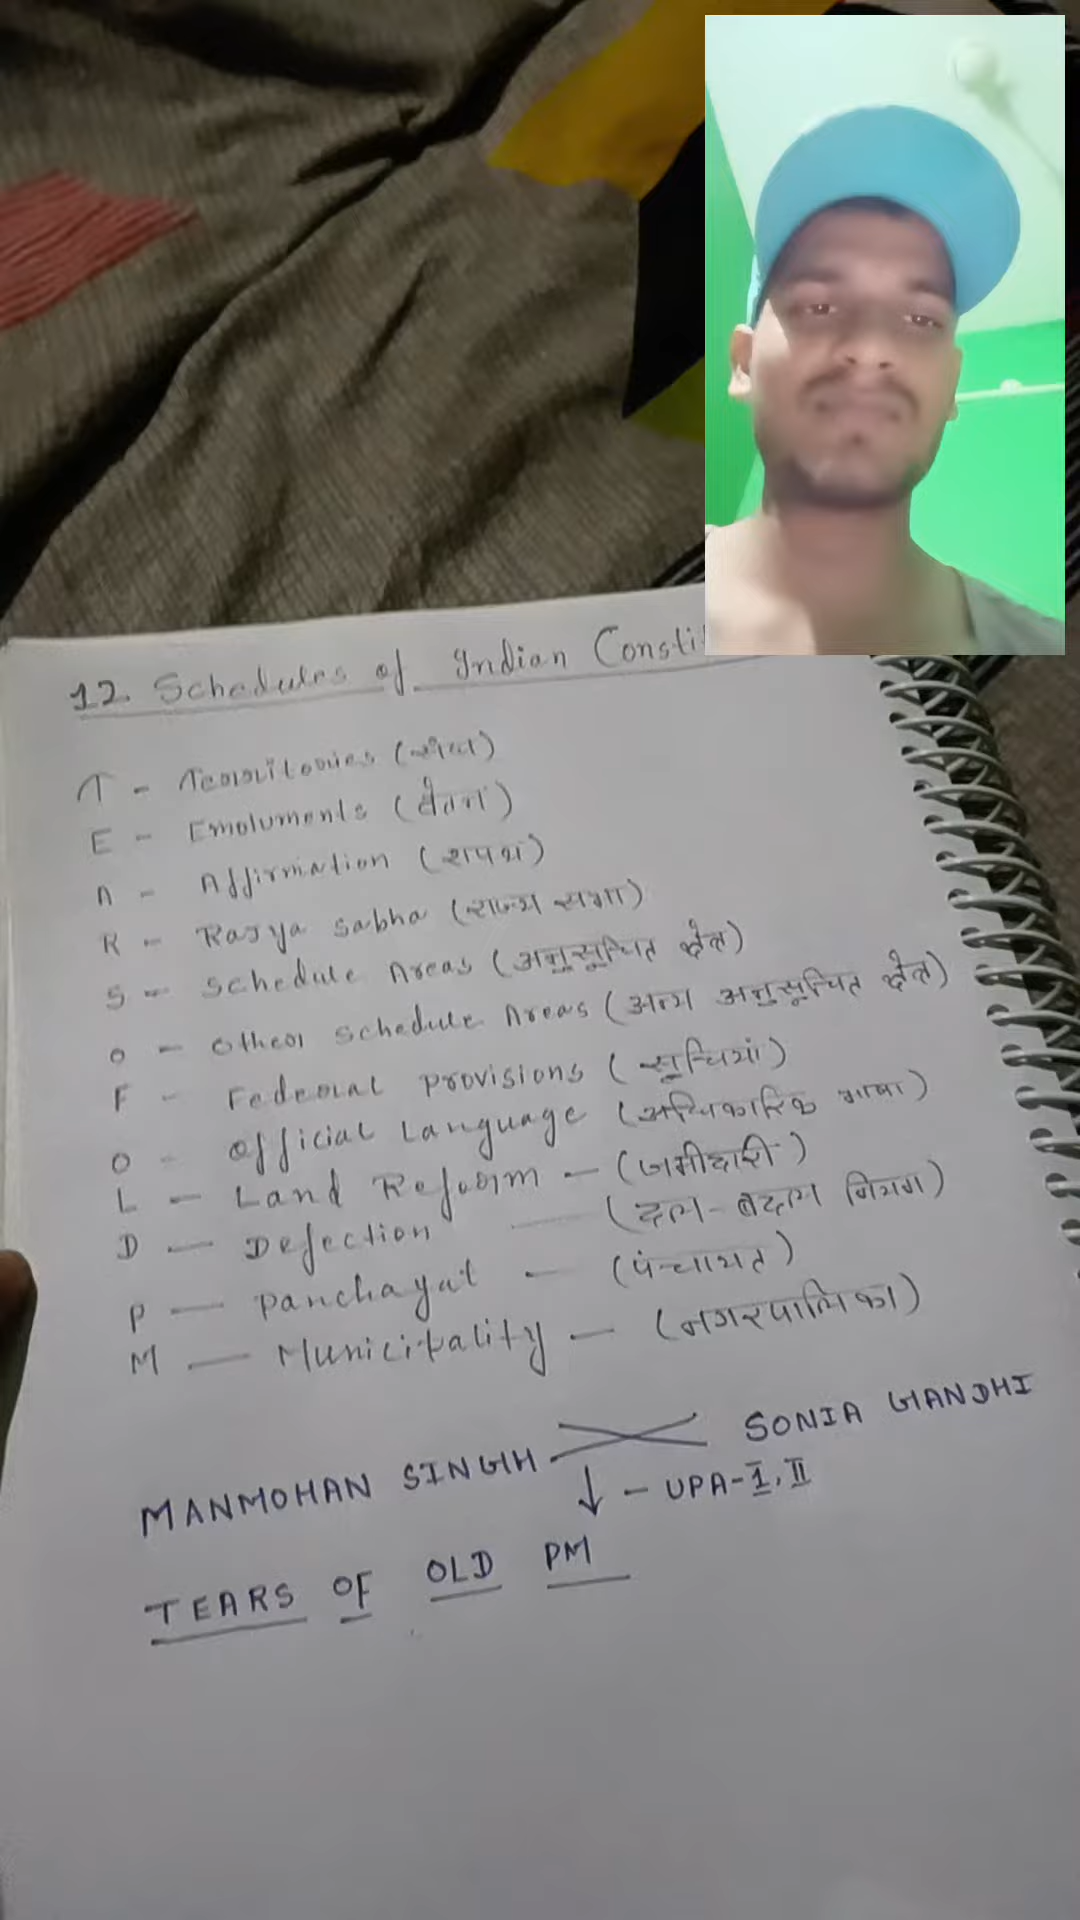 12 Schedules of Indian Consti
T - Territories (संघ)
E - Emoluments (वेतन)
A - Affirmation (शपथ)
R - Rajya Sabha (राज्य सभा)
S - Schedule Areas (अनुसूचित क्षेत्र)
O - Other Schedule Areas (अन्य अनुसूचित क्षेत्र)
F - Federal Provisions (सूचियां)
O - Official Language (अधिकारिक भाषा)
L - Land Reform - (जमीदारी)
D - Defection - (दल-बदल नियम)
P - Panchayat - (पंचायत)
M - Municipality - (नगरपालिका)
MANMOHAN SINGH SONIA GANDHI
↓ - UPA-I, II
TEARS OF OLD PM